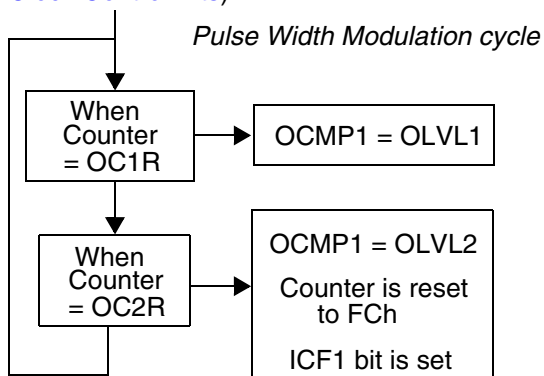 Pulse Width Modulation cycle
When
Counter
= OC1R
OCMP1 = OLVL1
When
Counter
= OC2R
OCMP1 = OLVL2
Counter is reset
to FCh
ICF1 bit is set